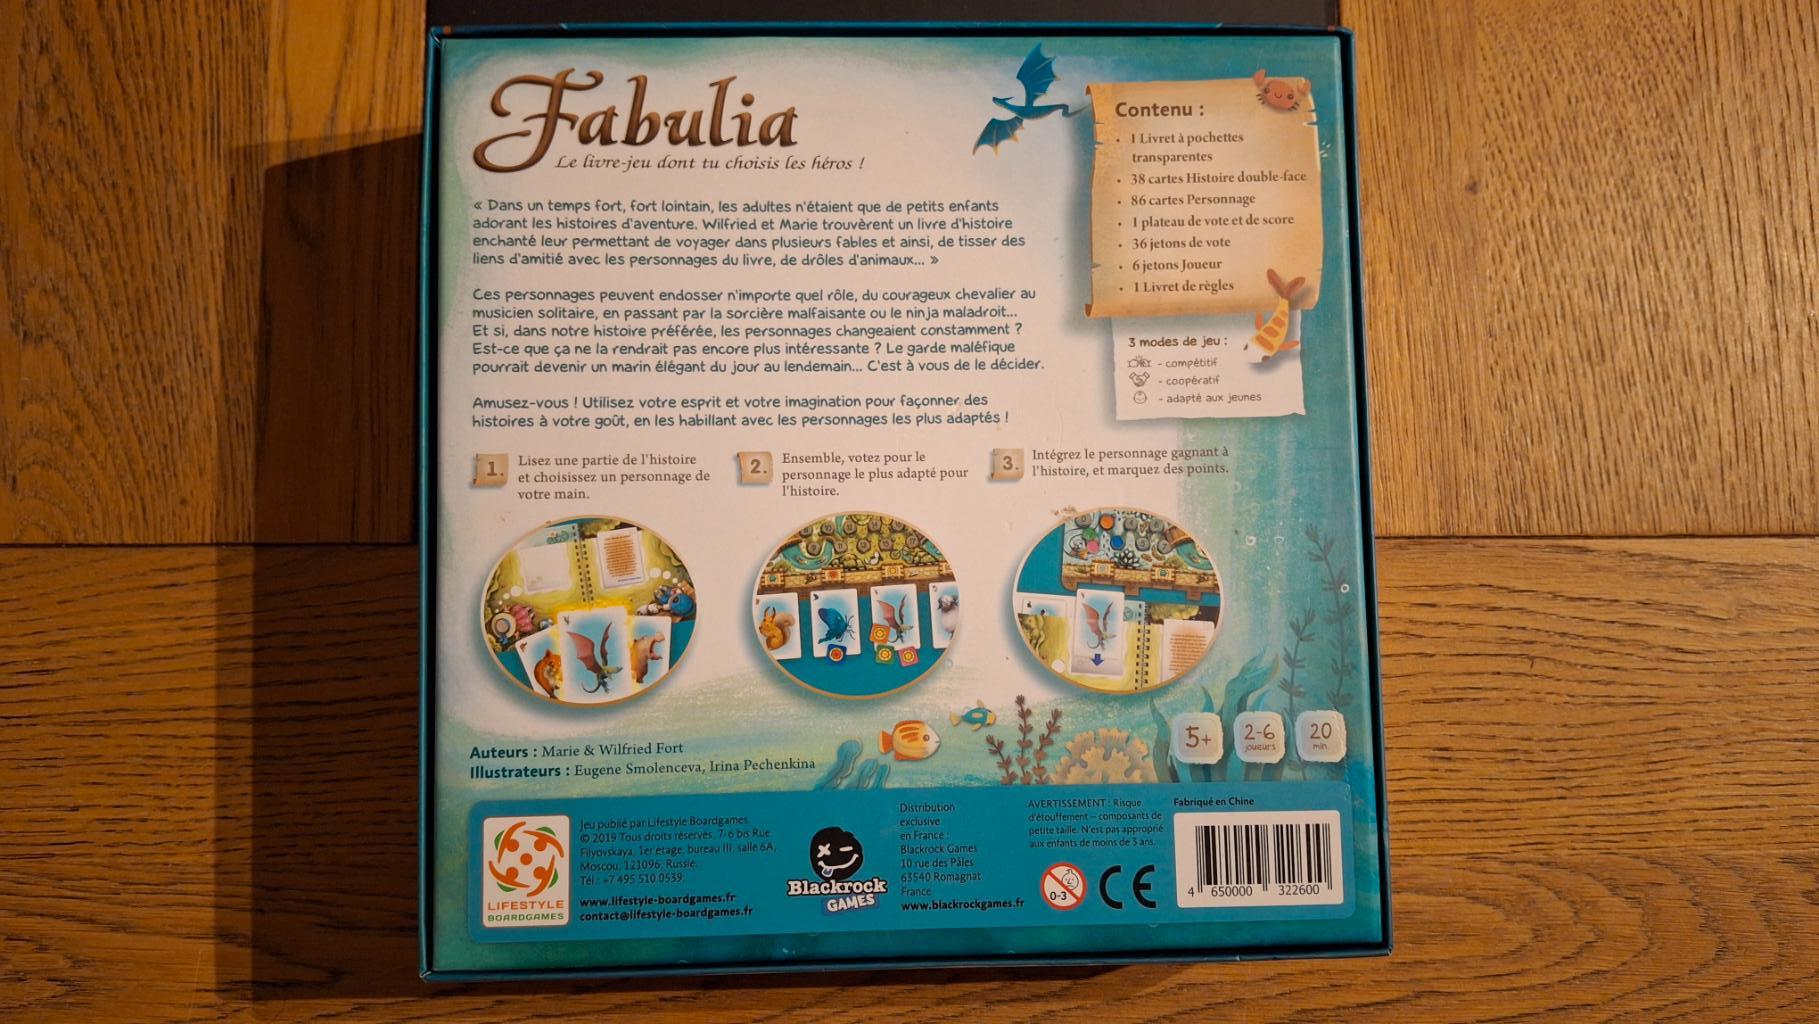 Fabulia
Le livre-jeu dont tu choisis les héros !
« Dans un temps fort, fort lointain, les adultes n'étaient que de petits enfants
adorant les histoires d'aventure. Wilfried et Marie trouvèrent un livre d'histoire
enchanté leur permettant de voyager dans plusieurs fables et ainsi, de tisser des
liens d'amitié avec les personnages du livre, de drôles d'animaux... »
Ces personnages peuvent endosser n'importe quel rôle, du courageux chevalier au
musicien solitaire, en passant par la sorcière malfaisante ou le ninja maladroit...
Et si, dans notre histoire préférée, les personnages changeaient constamment ?
Est-ce que ça ne la rendrait pas encore plus intéressante ? Le garde maléfique
pourrait devenir un marin élégant du jour au lendemain... C'est à vous de le décider.
Amusez-vous ! Utilisez votre esprit et votre imagination pour façonner des
histoires à votre goût, en les habillant avec les personnages les plus adaptés !
Contenu :
• 1 Livret à pochettes
transparentes
• 38 cartes Histoire double-face
• 86 cartes Personnage
• 1 plateau de vote et de score
• 36 jetons de vote
• 6 jetons Joueur
• 1 Livret de règles
3 modes de jeu :
- compétitif
- coopératif
- adapté aux jeunes
1.
Lisez une partie de l'histoire
et choisissez un personnage de
votre main.
2.
Ensemble, votez pour le
personnage le plus adapté pour
l'histoire.
3.
Intégrez le personnage gagnant à
l'histoire, et marquez des points.
Auteurs : Marie & Wilfried Fort
Illustrateurs : Eugene Smolenceva, Irina Pechenkina
5+
2-6
joueurs
20
min
LIFESTYLE
BOARDGAMES
Jeu publié par Lifestyle Boardgames.
© 2019 Tous droits réservés. 7-6 bis Rue
Filyovskaya, 1er étage, bureau III, salle 6A,
Moscou, 121096, Russie.
Tél.: +7 495 510 0539.
www.lifestyle-boardgames.fr
contact@lifestyle-boardgames.fr
Blackrock
GAMES
Distribution
exclusive
en France :
Blackrock Games
10 rue des Pâles
63540 Romagnat
France
www.blackrockgames.fr
AVERTISSEMENT : Risque
d'étouffement – composants de
petite taille. N'est pas approprié
aux enfants de moins de 3 ans.
0-3
CE
Fabriqué en Chine
4 650000 322600